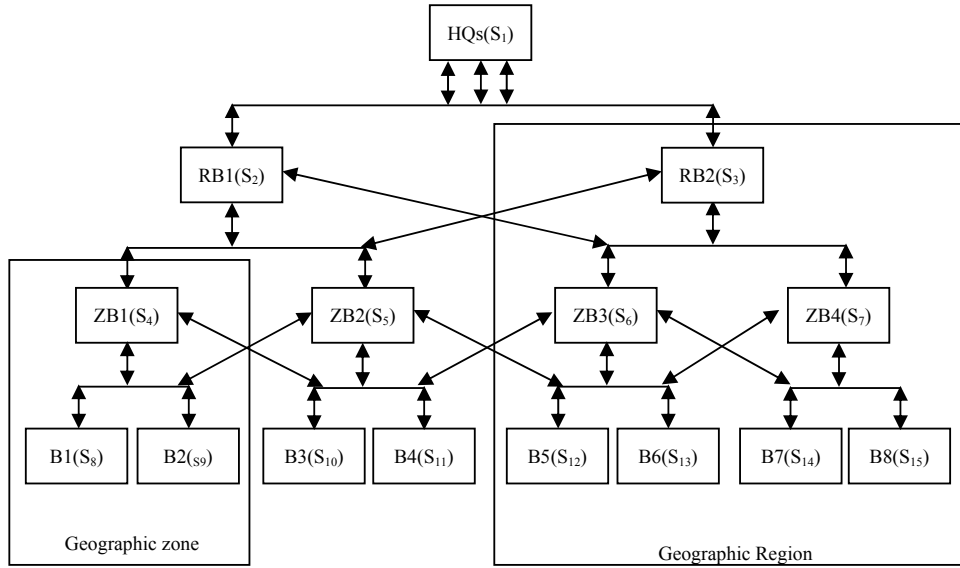 HQs(S₁)
RB1(S₂)
RB2(S₃)
ZB1(S₄)
ZB2(S₅)
ZB3(S₆)
ZB4(S₇)
B1(S₈)
B2(S₉)
B3(S₁₀)
B4(S₁₁)
B5(S₁₂)
B6(S₁₃)
B7(S₁₄)
B8(S₁₅)
Geographic zone
Geographic Region